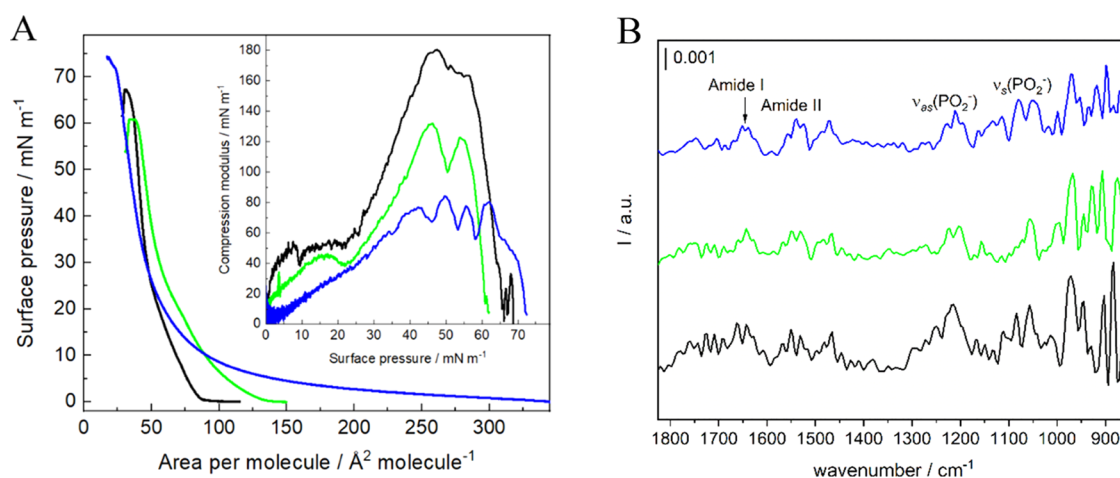 A
Surface pressure / mN m⁻¹
70
60
50
40
30
20
10
0
0 50 100 150 200 250 300
Area per molecule / Å² molecule⁻¹
Compression modulus / mN m⁻¹
180
160
140
120
100
80
60
40
20
0
0 10 20 30 40 50 60 70
Surface pressure / mN m⁻¹
B
0.001
Amide I
Amide II
νas(PO₂⁻)
νs(PO₂⁻)
I / a.u.
1800 1700 1600 1500 1400 1300 1200 1100 1000 900
wavenumber / cm⁻¹